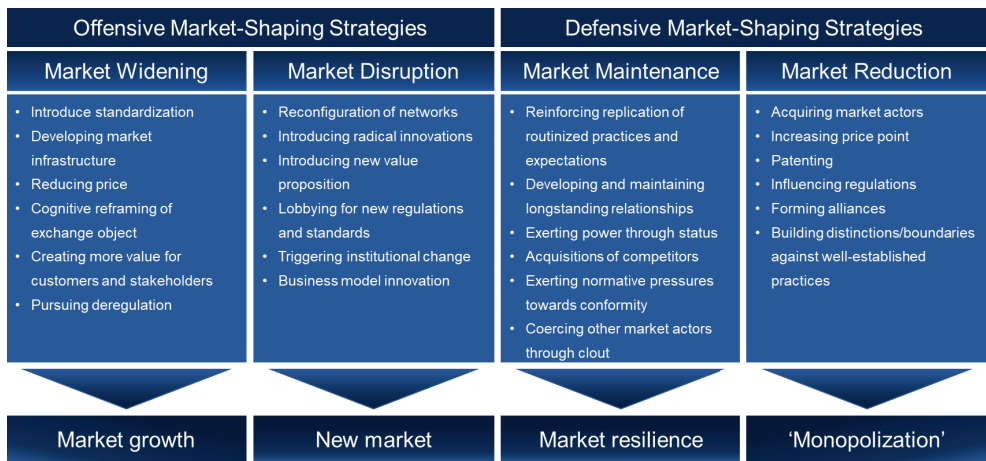 Offensive Market-Shaping Strategies
Defensive Market-Shaping Strategies
Market Widening
• Introduce standardization
• Developing market
infrastructure
• Reducing price
• Cognitive reframing of
exchange object
• Creating more value for
customers and stakeholders
• Pursuing deregulation
Market growth
Market Disruption
• Reconfiguration of networks
• Introducing radical innovations
• Introducing new value
proposition
• Lobbying for new regulations
and standards
• Triggering institutional change
• Business model innovation
New market
Market Maintenance
• Reinforcing replication of
routinized practices and
expectations
• Developing and maintaining
longstanding relationships
• Exerting power through status
• Acquisitions of competitors
• Exerting normative pressures
towards conformity
• Coercing other market actors
through clout
Market resilience
Market Reduction
• Acquiring market actors
• Increasing price point
• Patenting
• Influencing regulations
• Forming alliances
• Building distinctions/boundaries
against well-established
practices
‘Monopolization’